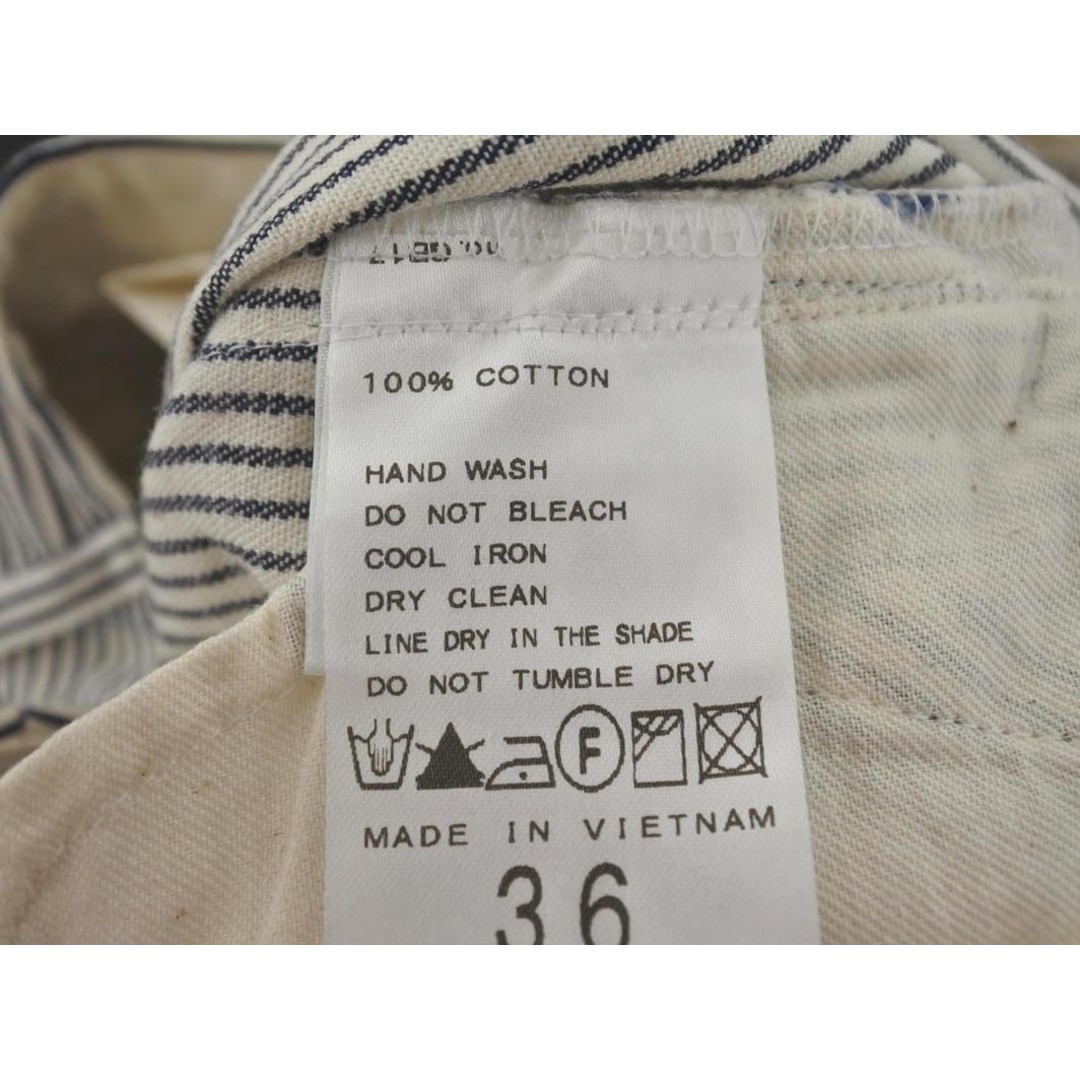 100% COTTON
HAND WASH
DO NOT BLEACH
COOL IRON
DRY CLEAN
LINE DRY IN THE SHADE
DO NOT TUMBLE DRY
F
MADE IN VIETNAM
36